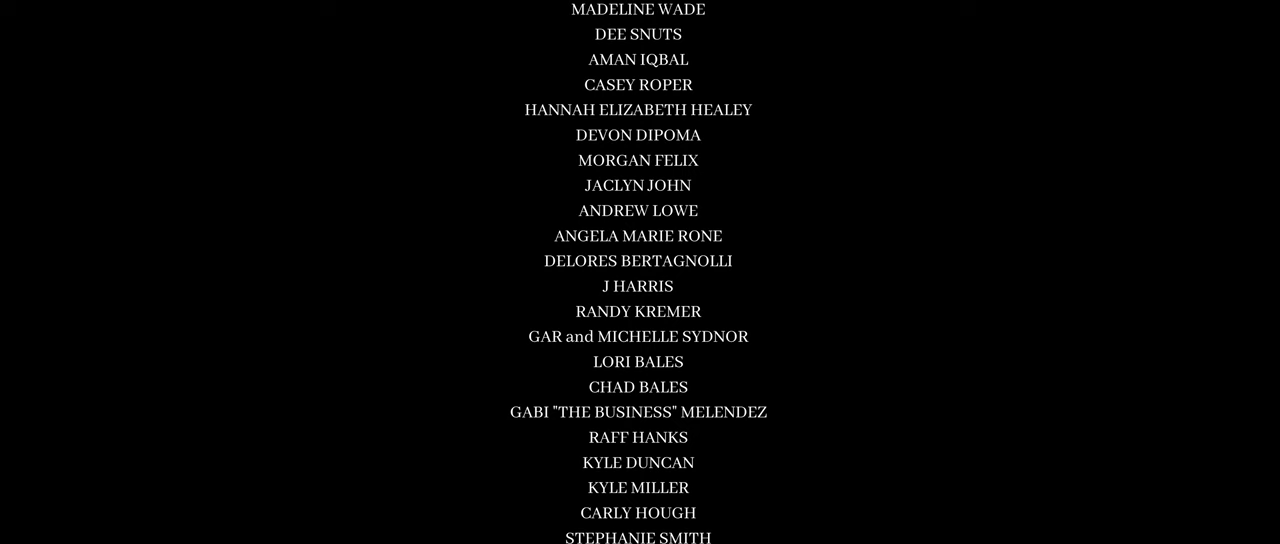 MADELINE WADE
DEE SNUTS
AMAN IQBAL
CASEY ROPER
HANNAH ELIZABETH HEALEY
DEVON DIPOMA
MORGAN FELIX
JACLYN JOHN
ANDREW LOWE
ANGELA MARIE RONE
DELORES BERTAGNOLLI
J HARRIS
RANDY KREMER
GAR and MICHELLE SYDNOR
LORI BALES
CHAD BALES
GABI "THE BUSINESS" MELENDEZ
RAFF HANKS
KYLE DUNCAN
KYLE MILLER
CARLY HOUGH
STEPHANIE SMITH